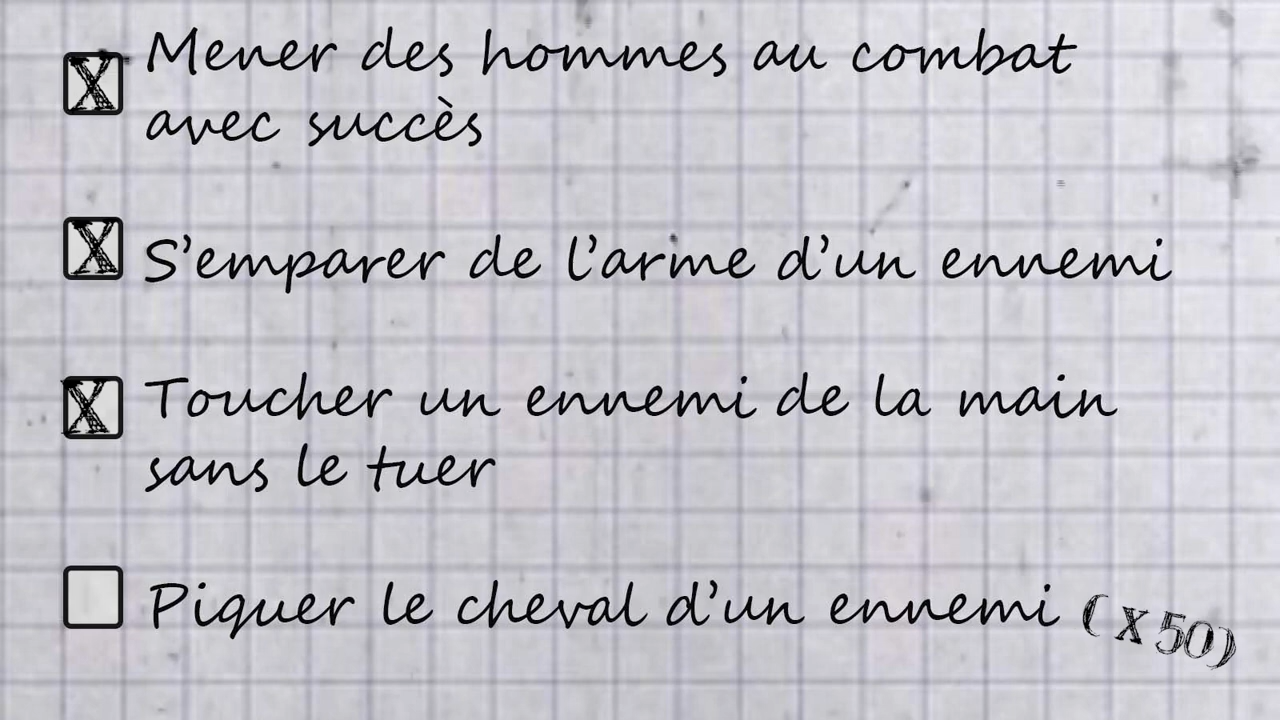 Mener des hommes au combat
avec succès
S'emparer de l'arme d'un ennemi
Toucher un ennemi de la main
sans le tuer
Piquer le cheval d'un ennemi (X 50)